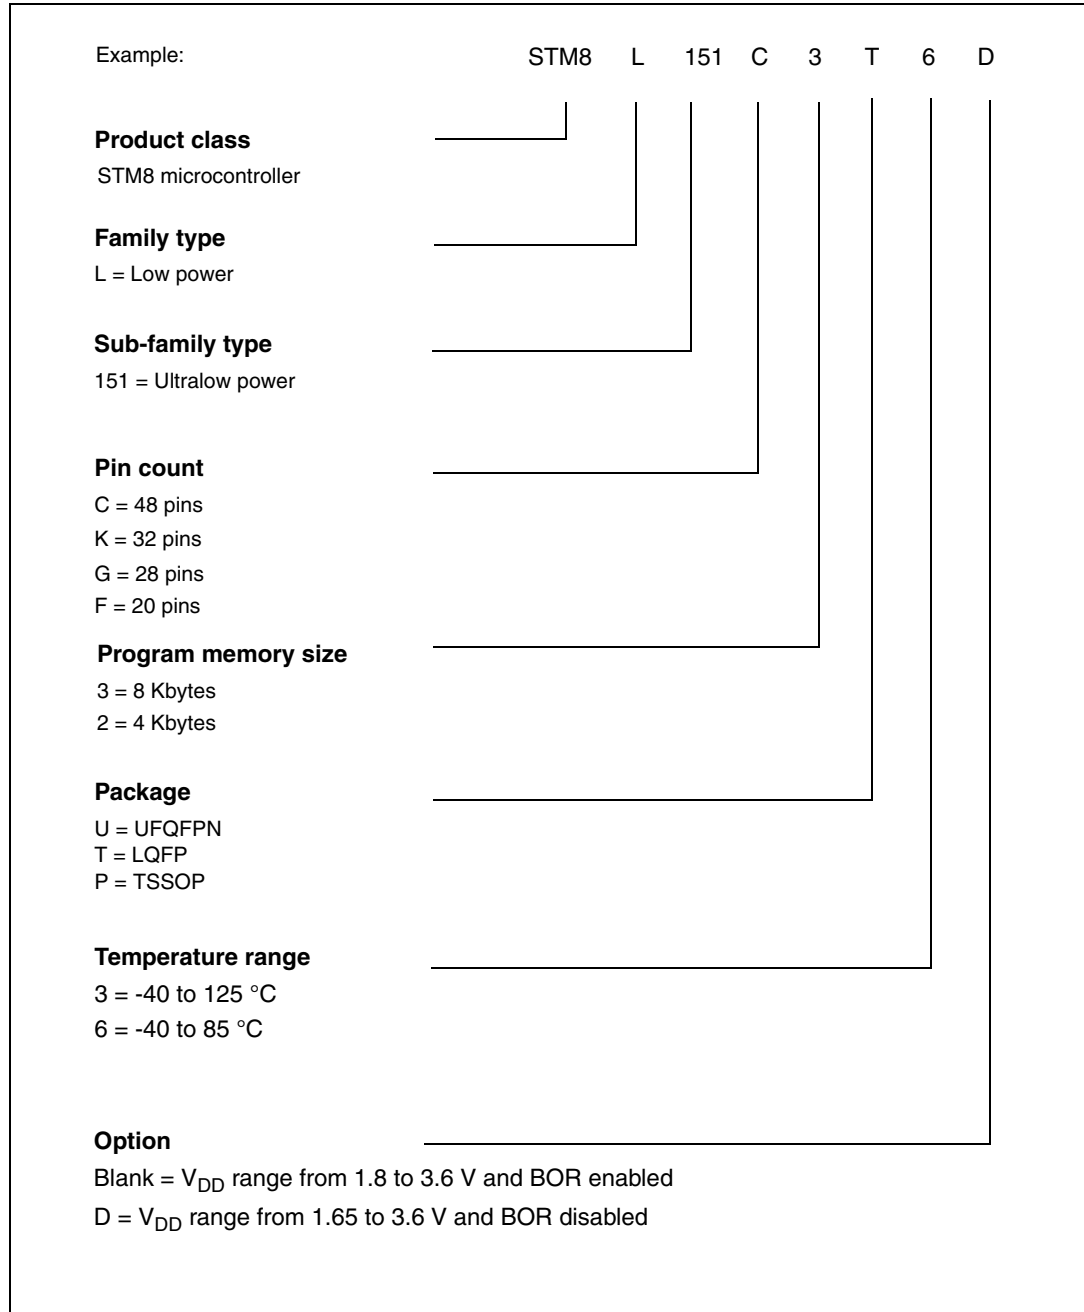 Example: STM8 L 151 C 3 T 6 D
Product class
STM8 microcontroller
Family type
L = Low power
Sub-family type
151 = Ultralow power
Pin count
C = 48 pins
K = 32 pins
G = 28 pins
F = 20 pins
Program memory size
3 = 8 Kbytes
2 = 4 Kbytes
Package
U = UFQFPN
T = LQFP
P = TSSOP
Temperature range
3 = -40 to 125 °C
6 = -40 to 85 °C
Option
Blank = VDD range from 1.8 to 3.6 V and BOR enabled
D = VDD range from 1.65 to 3.6 V and BOR disabled